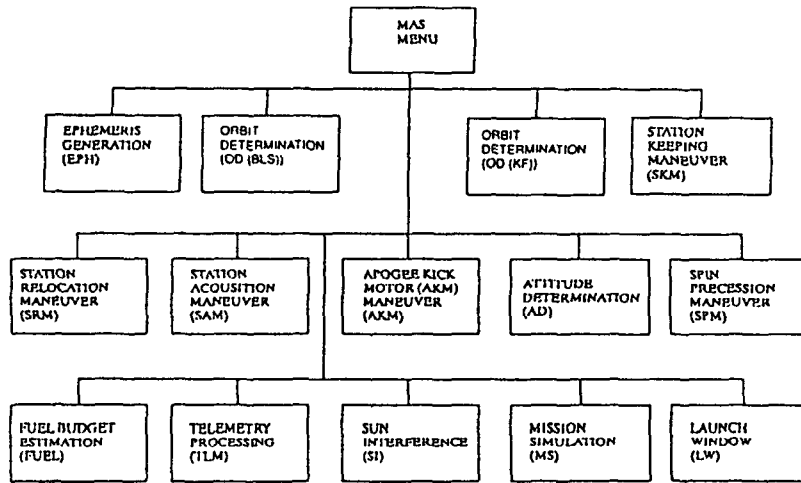 MAS
MENU
EPHEMERIS
GENERATION
(EPH)
ORBIT
DETERMINATION
(OD (BLS))
ORBIT
DETERMINATION
(OD (KF))
STATION
KEEPING
MANEUVER
(SKM)
STATION
RELOCATION
MANEUVER
(SRM)
STATION
ACQUSITION
MANEUVER
(SAM)
APOGEE KICK
MOTOR (AKM)
MANEUVER
(AKM)
ATTITUDE
DETERMINATION
(AD)
SPIN
PRECESSION
MANEUVER
(SPM)
FUEL BUDGET
ESTIMATION
(FUEL)
TELEMETRY
PROCESSING
(TLM)
SUN
INTERFERENCE
(SI)
MISSION
SIMULATION
(MS)
LAUNCH
WINDOW
(LW)